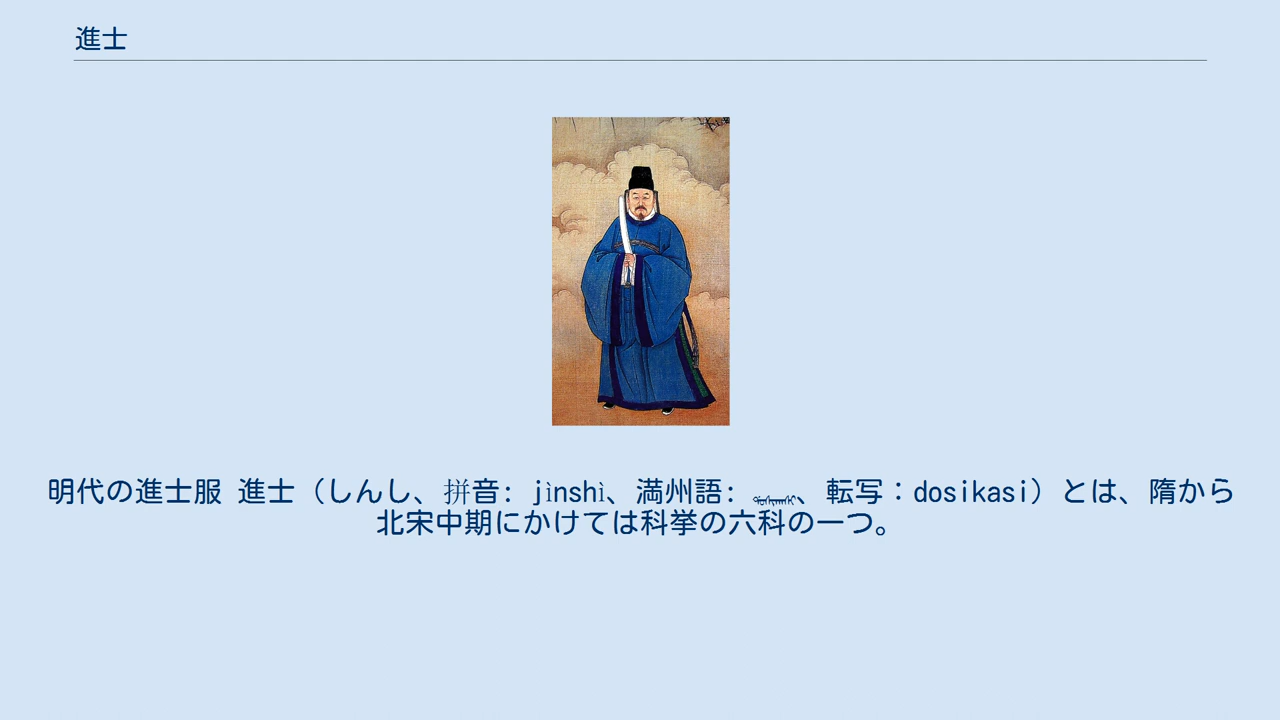 進士
明代の進士服 進士（しんし、拼音: jìnshì、満州語: 、転写：dosikasi）とは、隋から
北宋中期にかけては科挙の六科の一つ。